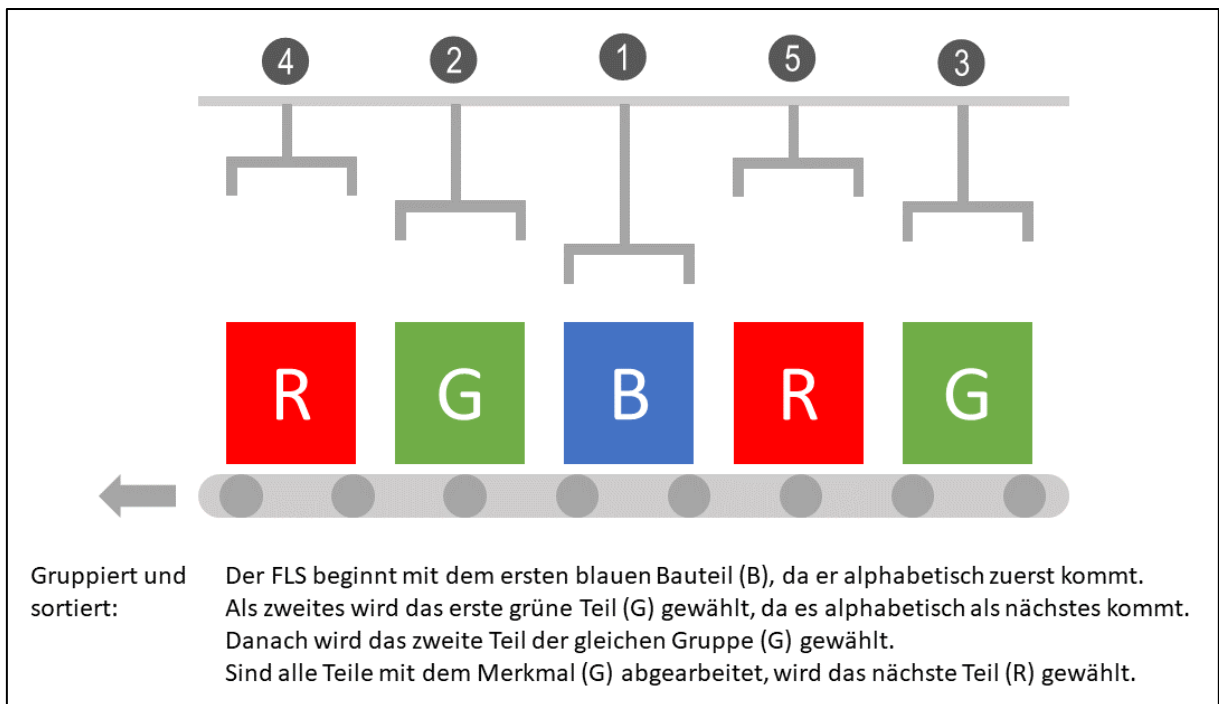 4 2 1 5 3
R G B R G
Gruppiert und Der FLS beginnt mit dem ersten blauen Bauteil (B), da er alphabetisch zuerst kommt.
sortiert: Als zweites wird das erste grüne Teil (G) gewählt, da es alphabetisch als nächstes kommt.
Danach wird das zweite Teil der gleichen Gruppe (G) gewählt.
Sind alle Teile mit dem Merkmal (G) abgearbeitet, wird das nächste Teil (R) gewählt.